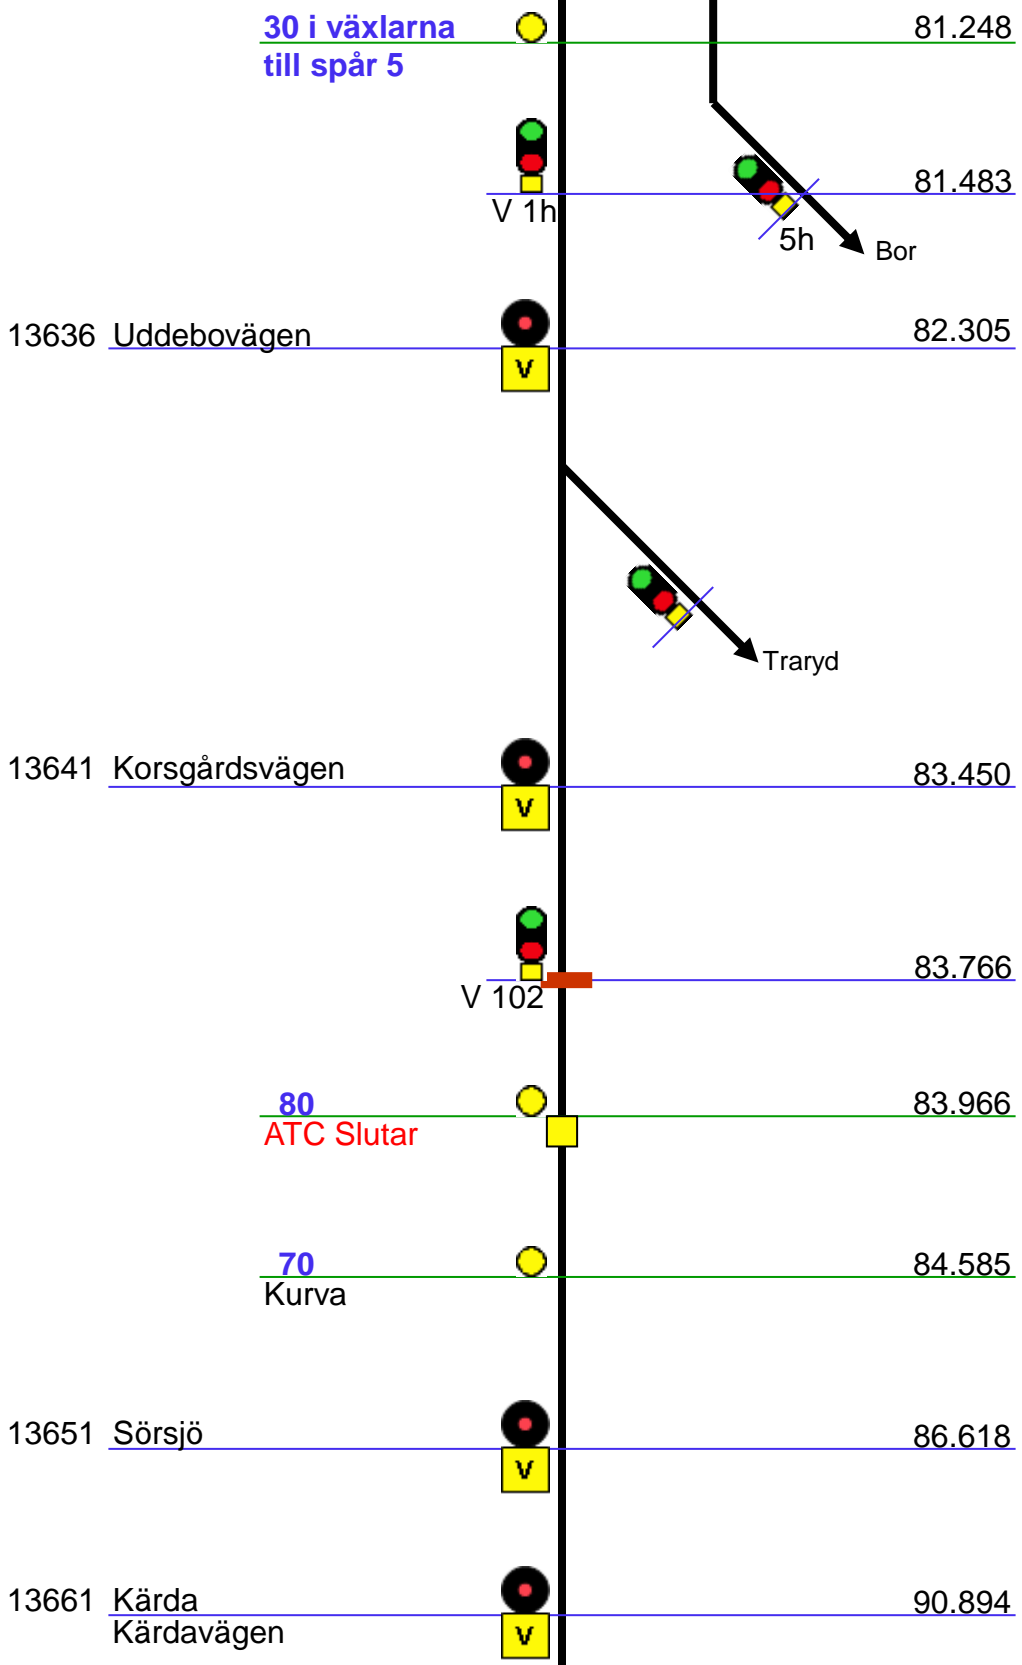 30 i växlarna
till spår 5
81.248
V 1h
81.483
5h
Bor
13636 Uddebovägen
82.305
V
Traryd
13641 Korsgårdsvägen
83.450
V
V 102
83.766
80
ATC Slutar
83.966
70
Kurva
84.585
13651 Sörsjö
86.618
V
13661 Kärda
Kärdavägen
90.894
V